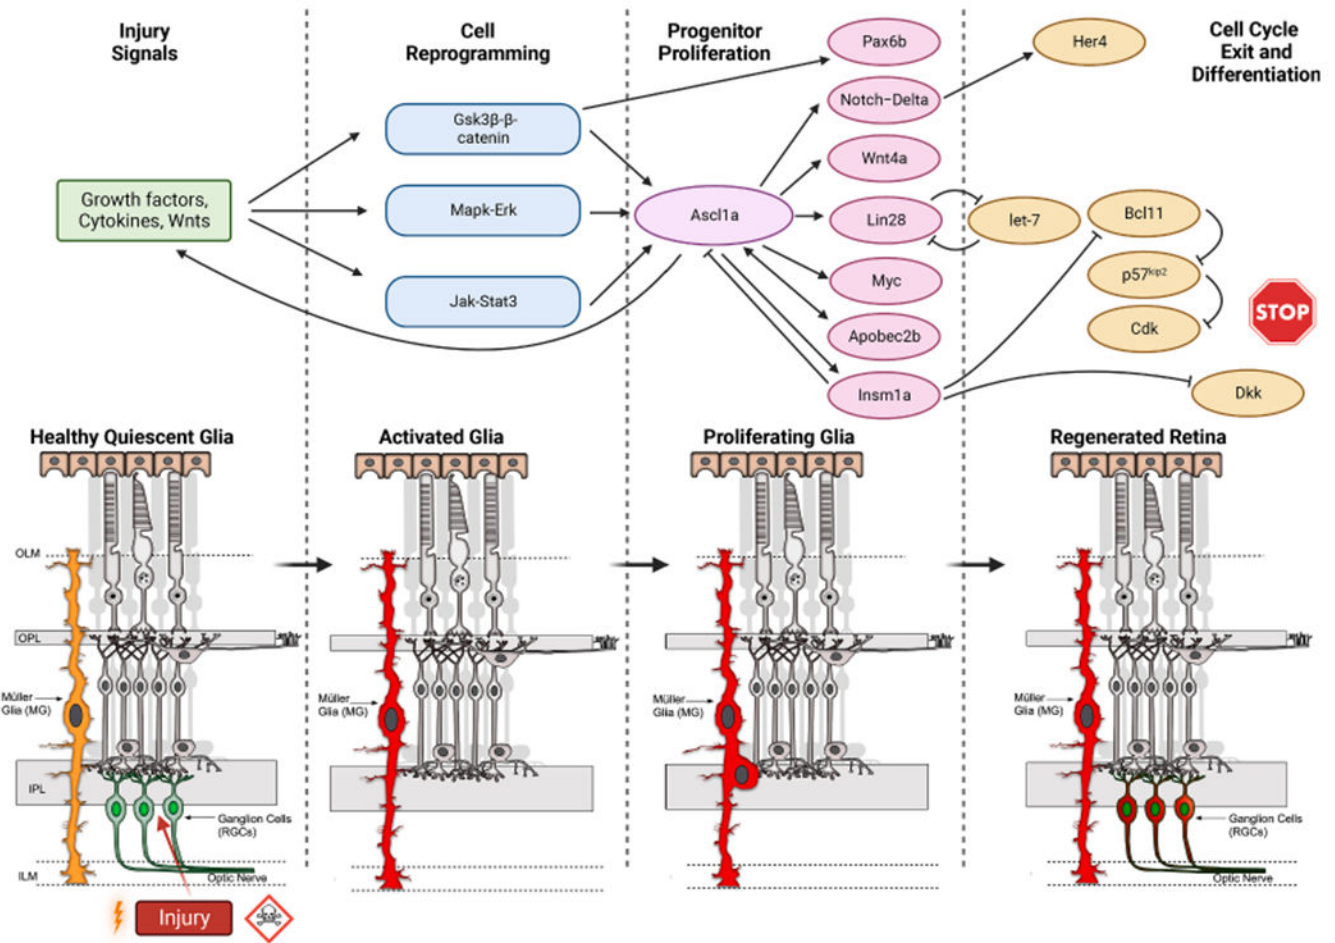 Injury
Signals
Cell
Reprogramming
Progenitor
Proliferation
Cell Cycle
Exit and
Differentiation
Pax6b
Her4
Notch-Delta
Gsk3β-β-
catenin
Wnt4a
Growth factors,
Cytokines, Wnts
Mapk-Erk
Ascl1a
Lin28
let-7
Bcl11
p57kip2
Myc
Jak-Stat3
Cdk
STOP
Apobec2b
Insm1a
Dkk
Healthy Quiescent Glia
Activated Glia
Proliferating Glia
Regenerated Retina
OLM
OPL
Müller
Glia (MG)
Müller
Glia (MG)
Müller
Glia (MG)
Müller
Glia (MG)
IPL
Ganglion Cells
(RGCs)
Ganglion Cells
(RGCs)
ILM
Optic Nerve
Optic Nerve
Injury